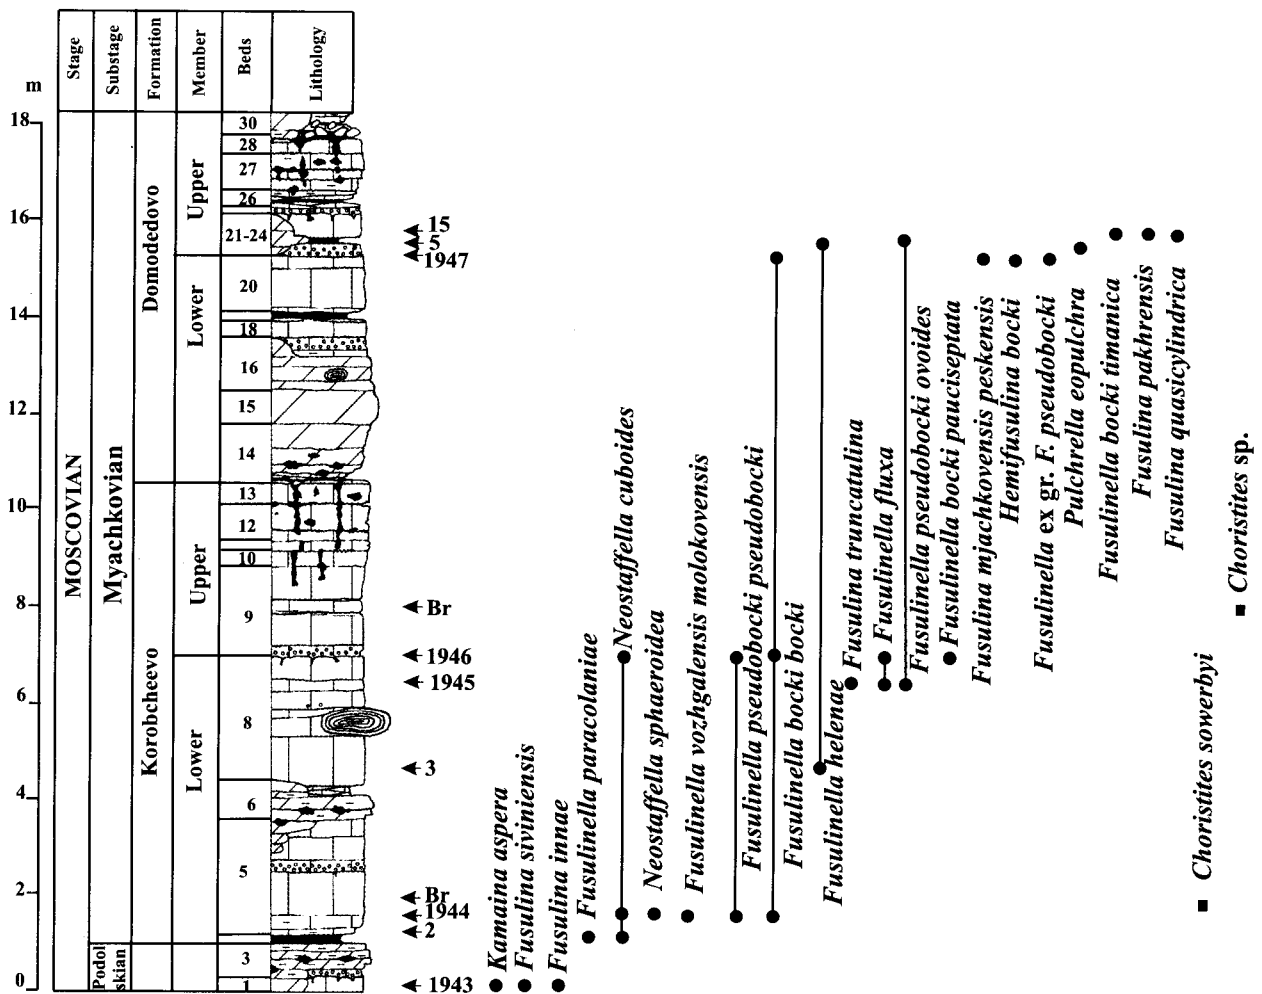 m
Stage
Substage
Formation
Member
Beds
Lithology
18
16
14
12
10
8
6
4
2
0
MOSCOVIAN
Myachkovian
Podol
skian
Domodedovo
Korobcheevo
Upper
Lower
Upper
Lower
30
28
27
26
21-24
20
18
16
15
14
13
12
10
9
8
6
5
3
1
15
5
1947
Br
1946
1945
3
Br
1944
2
1943
Kamaina aspera
Fusulina siviniensis
Fusulina innae
Fusulinella paracolaniae
Neostaffella cuboides
Neostaffella sphaeroidea
Fusulinella vozhgalensis molokovensis
Fusulinella pseudobocki pseudobocki
Fusulinella bocki bocki
Fusulinella helenae
Fusulina truncatulina
Fusulinella fluxa
Fusulinella pseudobocki ovoides
Fusulinella bocki pauciseptata
Fusulina mjachkovensis peskensis
Hemifusulina bocki
Fusulinella ex gr. F. pseudobocki
Pulchrella eopulchra
Fusulinella bocki timanica
Fusulina pakhrensis
Fusulina quasicylindrica
Choristites sowerbyi
Choristites sp.